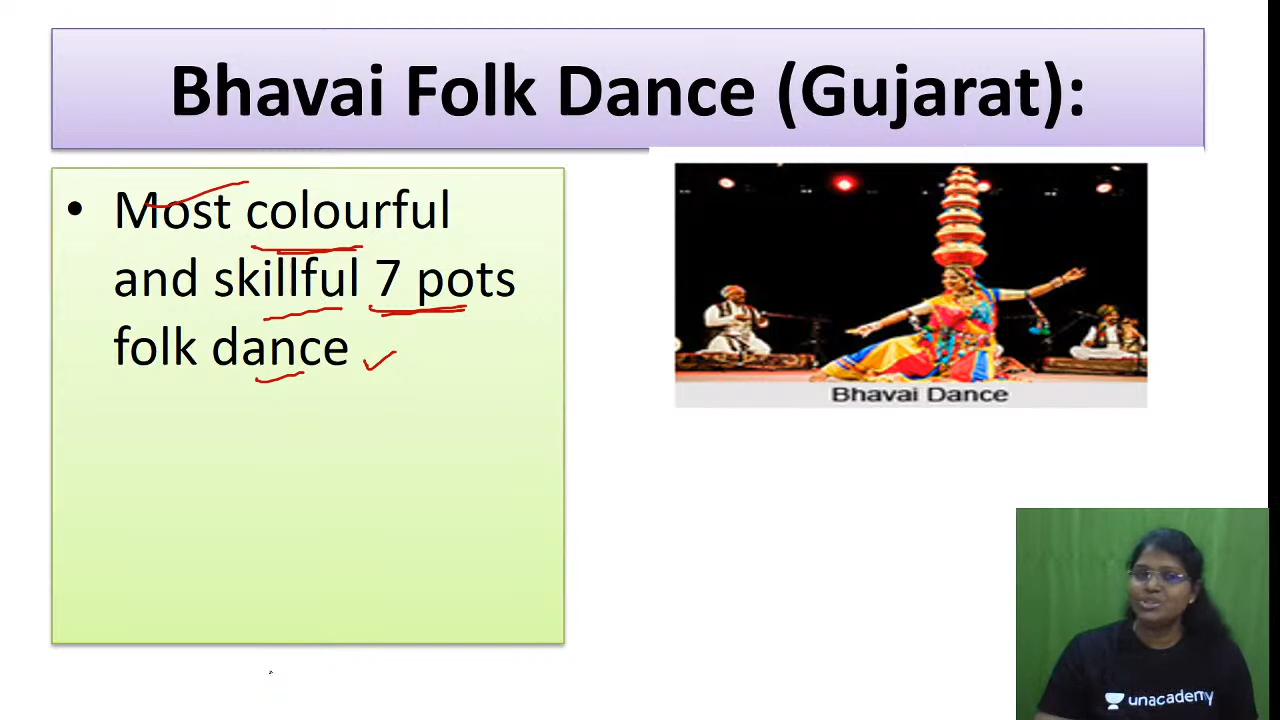 Bhavai Folk Dance (Gujarat):
• Most colourful
and skillful 7 pots
folk dance
Bhavai Dance
unacademy